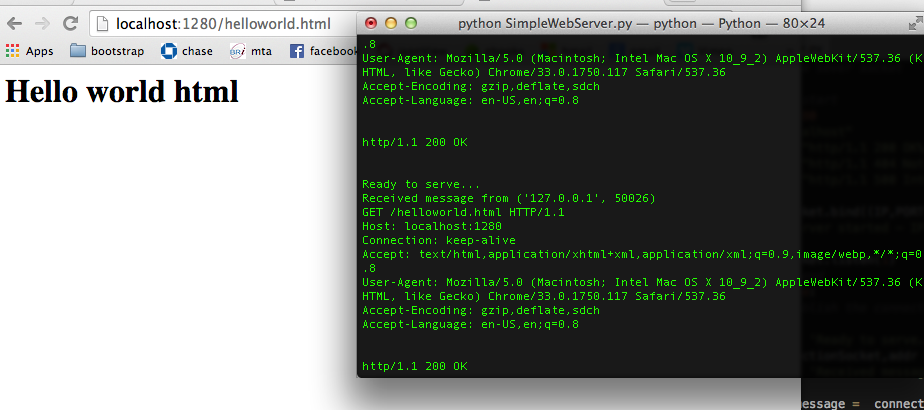 localhost:1280/helloworld.html
Apps bootstrap chase BRi mta facebook
Hello world html
python SimpleWebServer.py — python — Python — 80×24
.8
User-Agent: Mozilla/5.0 (Macintosh; Intel Mac OS X 10_9_2) AppleWebKit/537.36 (K
HTML, like Gecko) Chrome/33.0.1750.117 Safari/537.36
Accept-Encoding: gzip,deflate,sdch
Accept-Language: en-US,en;q=0.8
http/1.1 200 OK
Ready to serve...
Received message from ('127.0.0.1', 50026)
GET /helloworld.html HTTP/1.1
Host: localhost:1280
Connection: keep-alive
Accept: text/html,application/xhtml+xml,application/xml;q=0.9,image/webp,*/*;q=0
.8
User-Agent: Mozilla/5.0 (Macintosh; Intel Mac OS X 10_9_2) AppleWebKit/537.36 (K
HTML, like Gecko) Chrome/33.0.1750.117 Safari/537.36
Accept-Encoding: gzip,deflate,sdch
Accept-Language: en-US,en;q=0.8
http/1.1 200 OK
message = connect